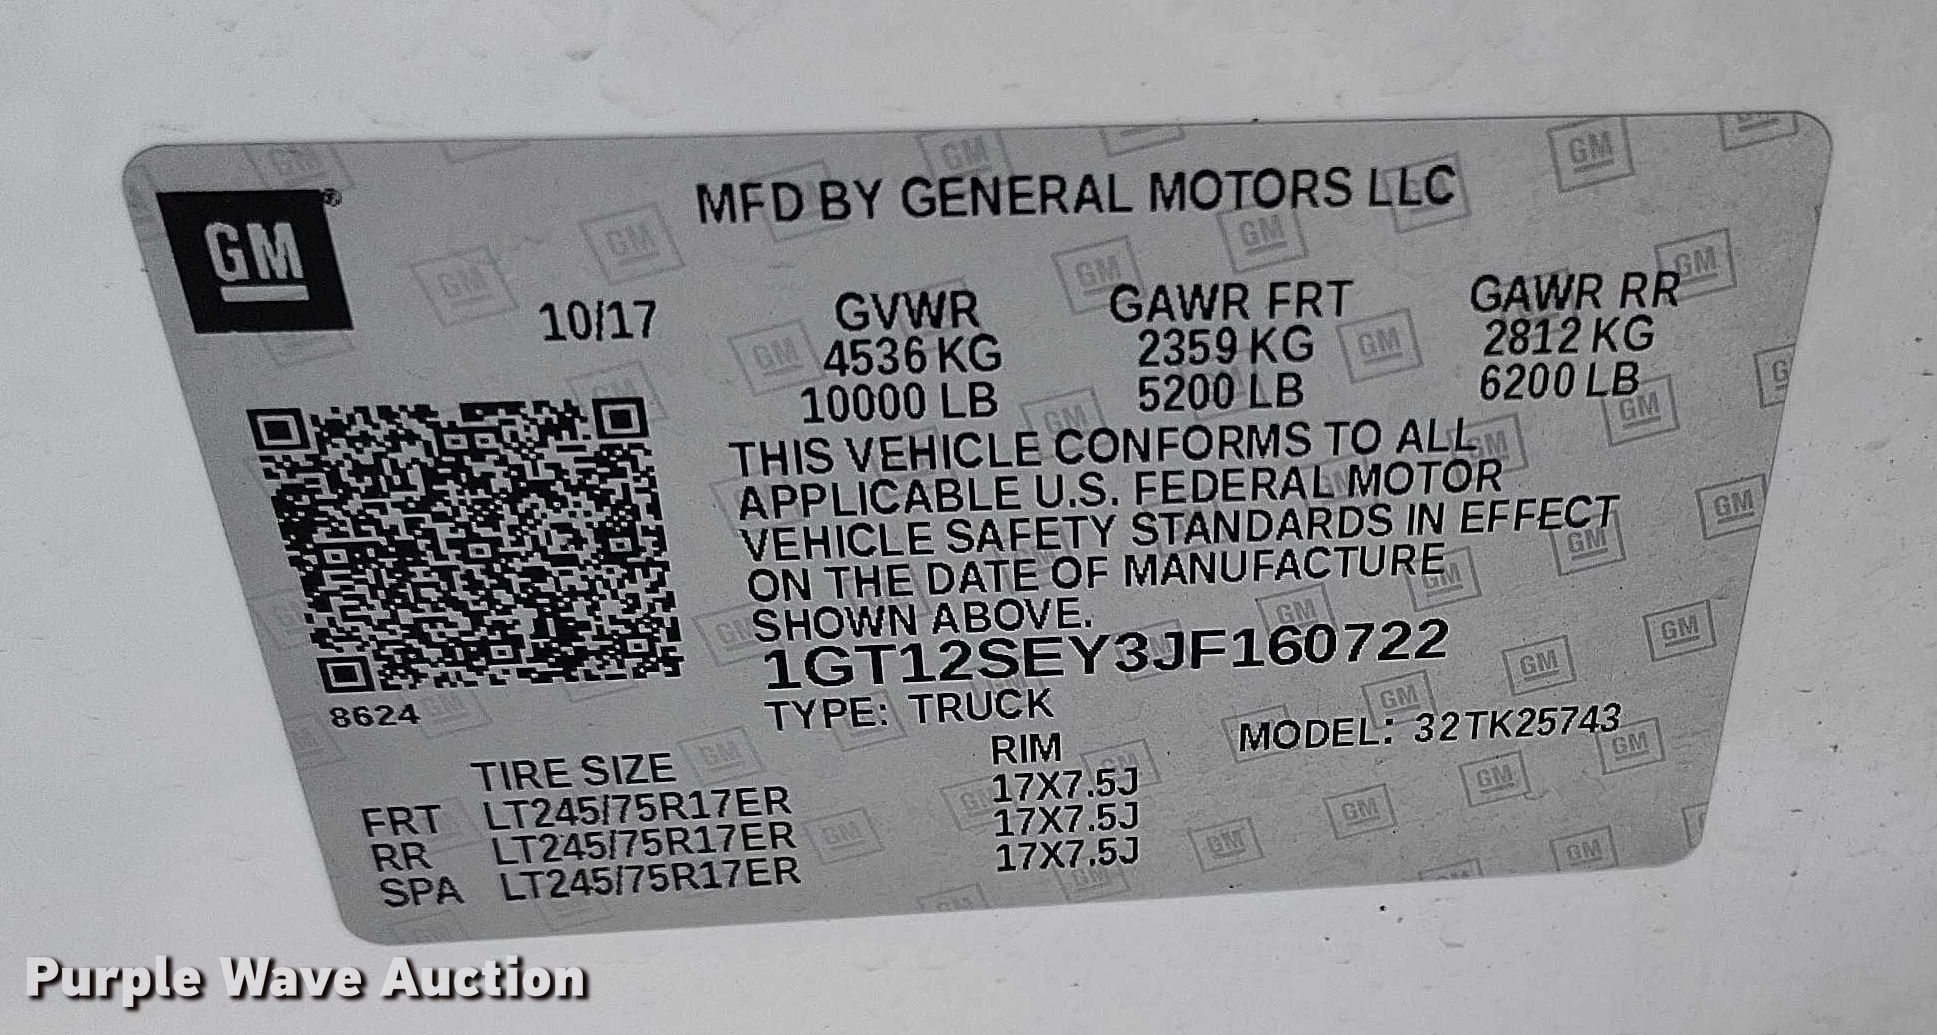 GM
MFD BY GENERAL MOTORS LLC
10/17
GVWR GAWR FRT GAWR RR
4536 KG 2359 KG 2812 KG
10000 LB 5200 LB 6200 LB
THIS VEHICLE CONFORMS TO ALL
APPLICABLE U.S. FEDERAL MOTOR
VEHICLE SAFETY STANDARDS IN EFFECT
ON THE DATE OF MANUFACTURE
SHOWN ABOVE.
1GT12SEY3JF160722
8624
TYPE: TRUCK MODEL: 32TK25743
TIRE SIZE RIM
FRT LT245/75R17ER 17X7.5J
RR LT245/75R17ER 17X7.5J
SPA LT245/75R17ER 17X7.5J
Purple Wave Auction